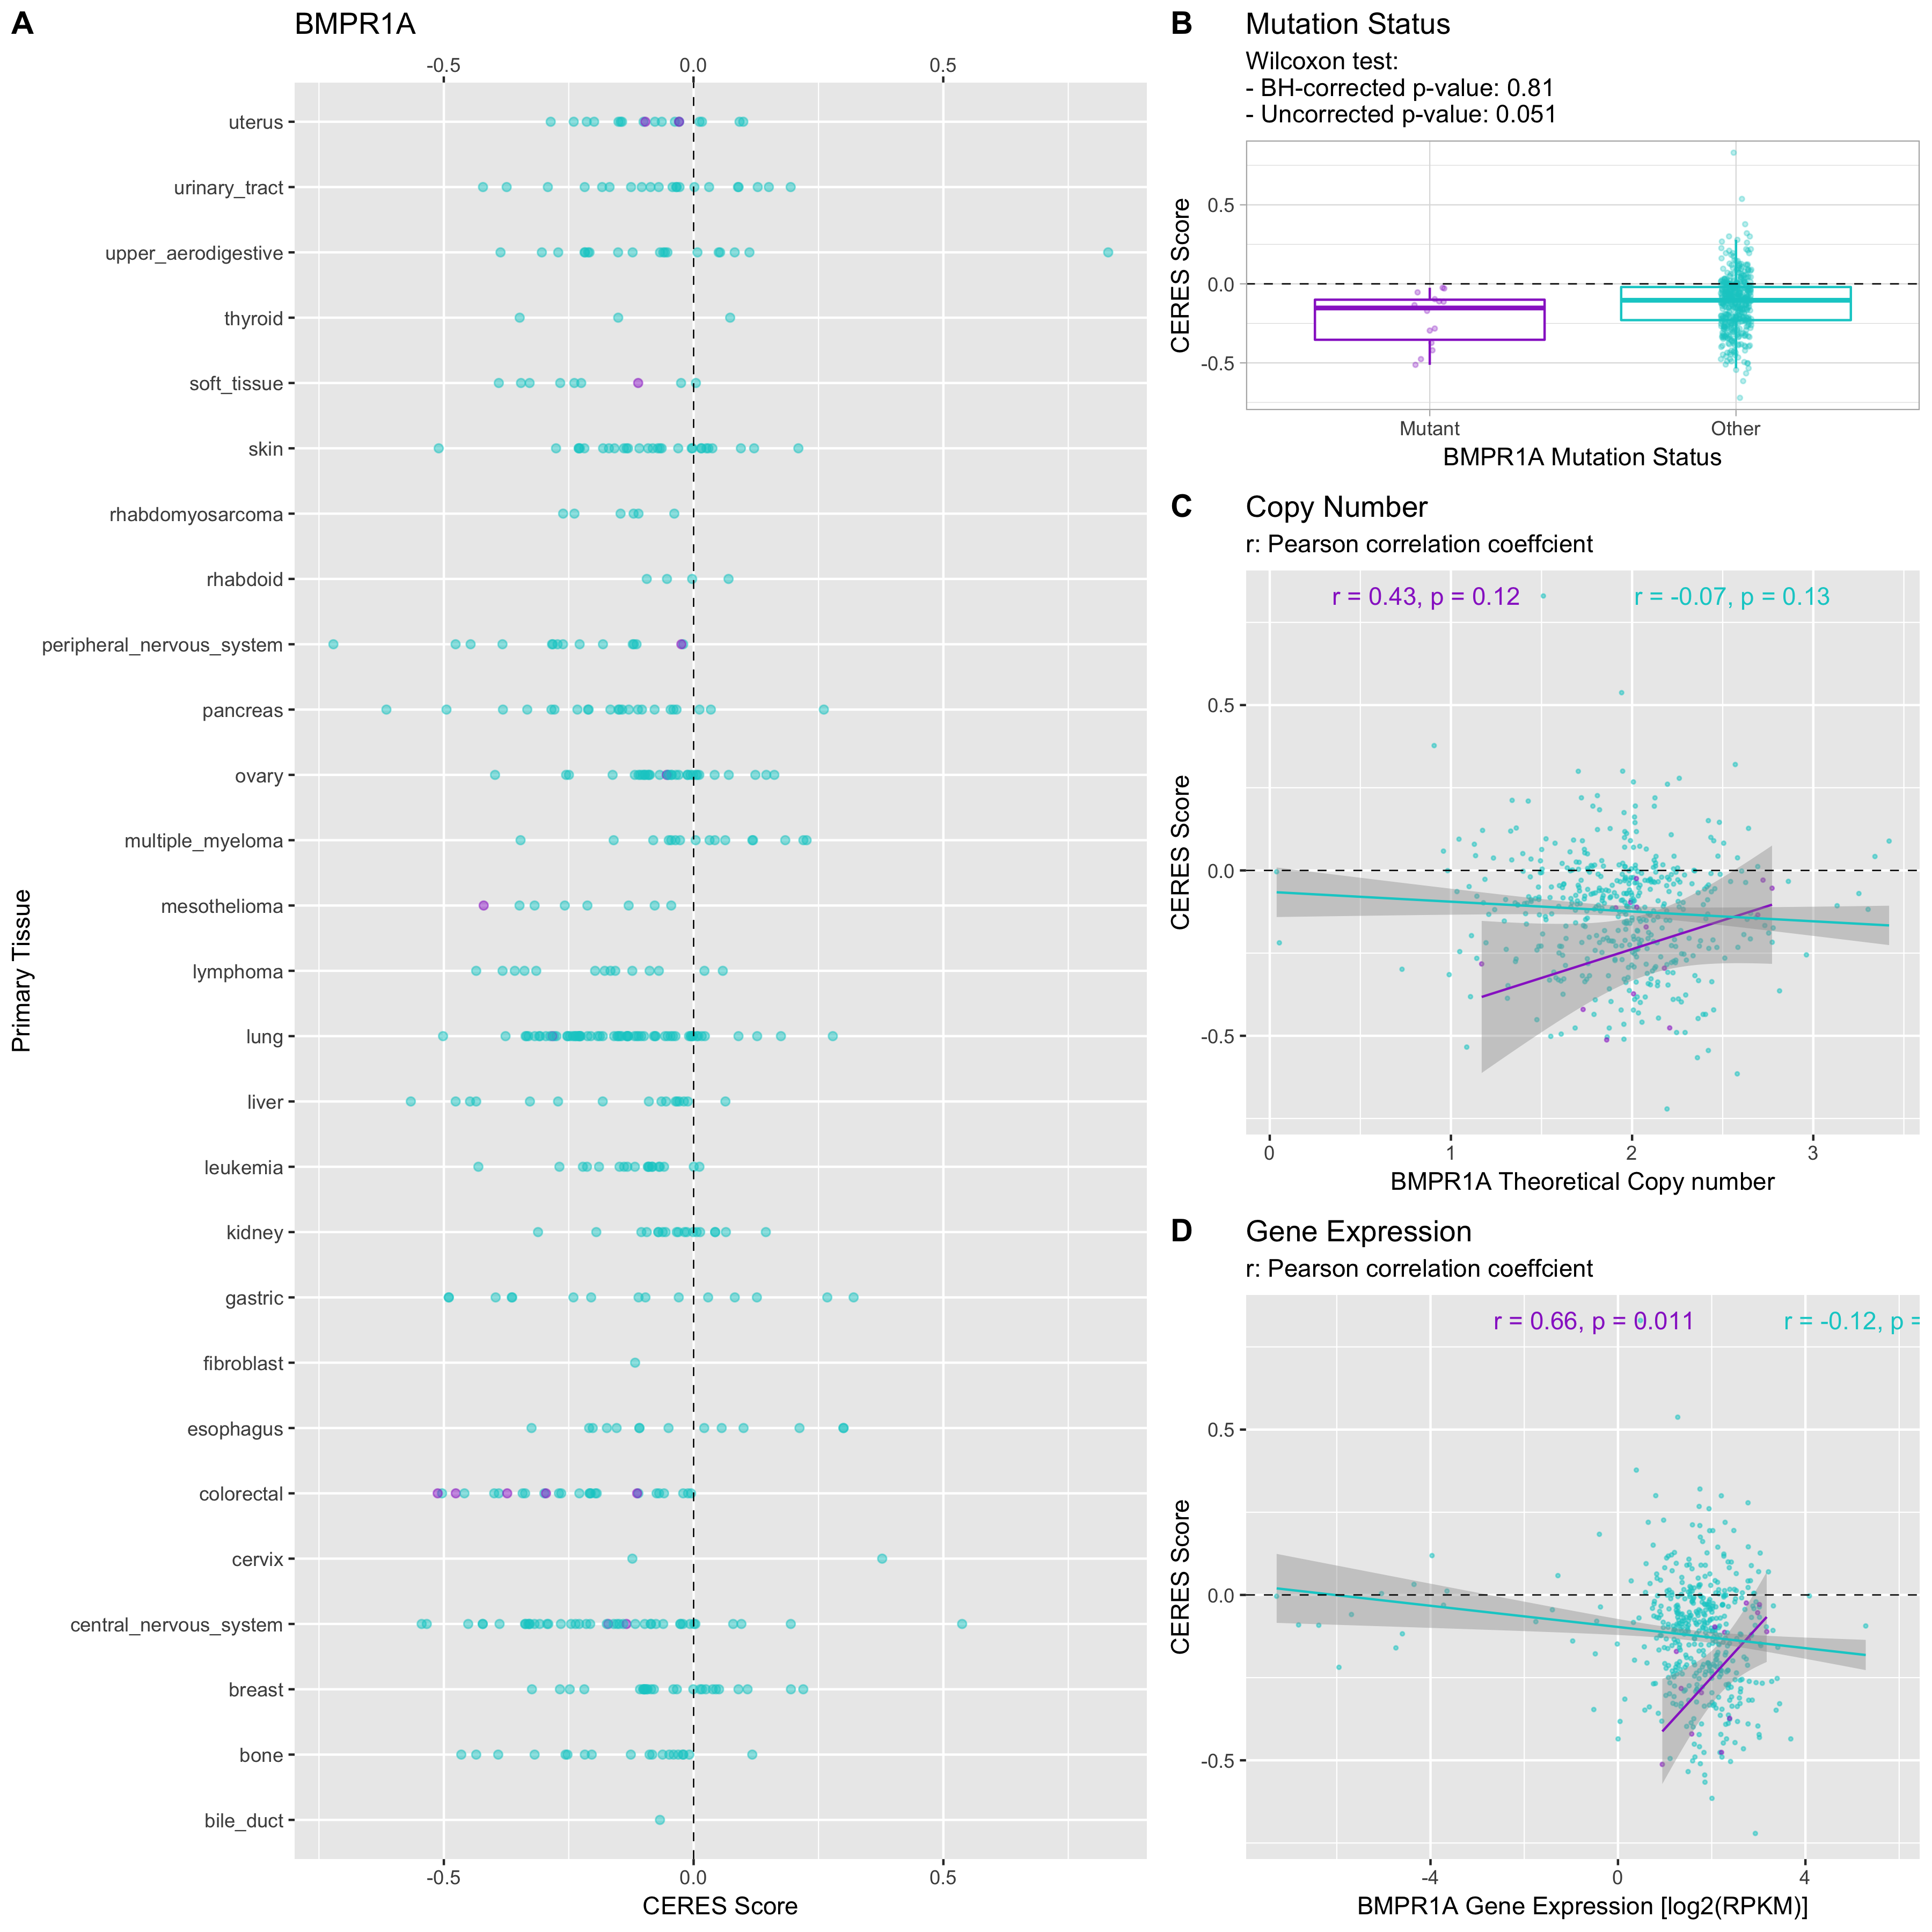 A
BMPR1A
-0.5 0.0 0.5
Primary Tissue
uterus
urinary_tract
upper_aerodigestive
thyroid
soft_tissue
skin
rhabdomyosarcoma
rhabdoid
peripheral_nervous_system
pancreas
ovary
multiple_myeloma
mesothelioma
lymphoma
lung
liver
leukemia
kidney
gastric
fibroblast
esophagus
colorectal
cervix
central_nervous_system
breast
bone
bile_duct
-0.5 0.0 0.5
CERES Score
B
Mutation Status
Wilcoxon test:
- BH-corrected p-value: 0.81
- Uncorrected p-value: 0.051
CERES Score
0.5
0.0
-0.5
Mutant Other
BMPR1A Mutation Status
C
Copy Number
r: Pearson correlation coeffcient
r = 0.43, p = 0.12 r = -0.07, p = 0.13
CERES Score
0.5
0.0
-0.5
0 1 2 3
BMPR1A Theoretical Copy number
D
Gene Expression
r: Pearson correlation coeffcient
r = 0.66, p = 0.011 r = -0.12, p =
CERES Score
0.5
0.0
-0.5
-4 0 4
BMPR1A Gene Expression [log2(RPKM)]